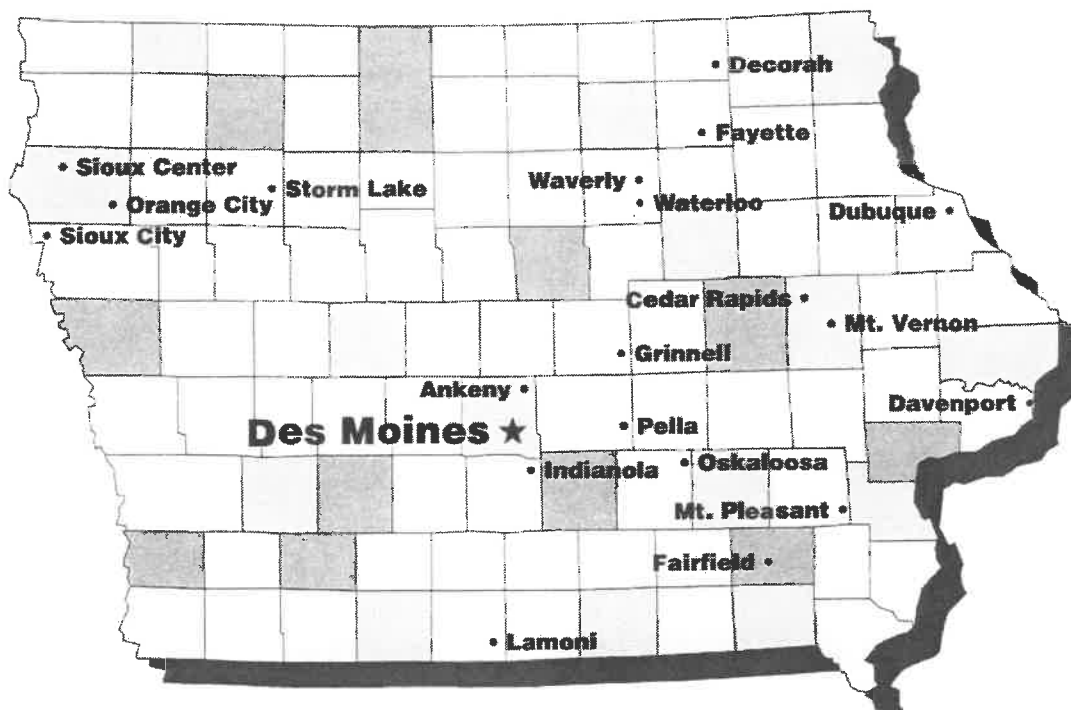 Decorah
Fayette
Sioux Center
Storm Lake
Waverly
Orange City
Waterloo
Dubuque
Sioux City
Cedar Rapids
Mt. Vernon
Grinnell
Ankeny
Davenport
Des Moines
Pella
Indianola
Oskaloosa
Mt. Pleasant
Fairfield
Lamoni